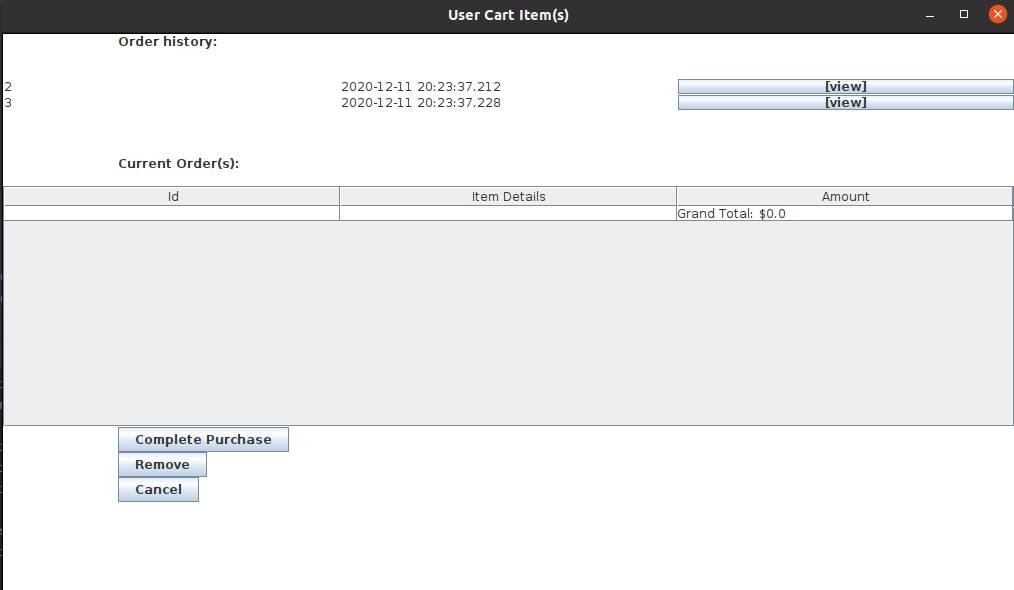 User Cart Item(s)
Order history:
2 2020-12-11 20:23:37.212 [view]
3 2020-12-11 20:23:37.228 [view]
Current Order(s):
Id Item Details Amount
Grand Total: $0.0
Complete Purchase
Remove
Cancel